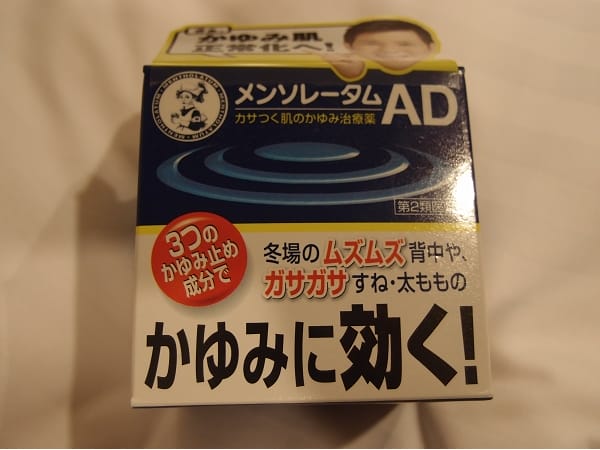 かゆみ肌
正常化へ!
MENTHOLATUM
メンソレータム AD
カサつく肌のかゆみ治療薬
第2類医
3つの
かゆみ止め
成分で
冬場のムズムズ背中や、
ガサガサすね・太ももの
かゆみに効く!